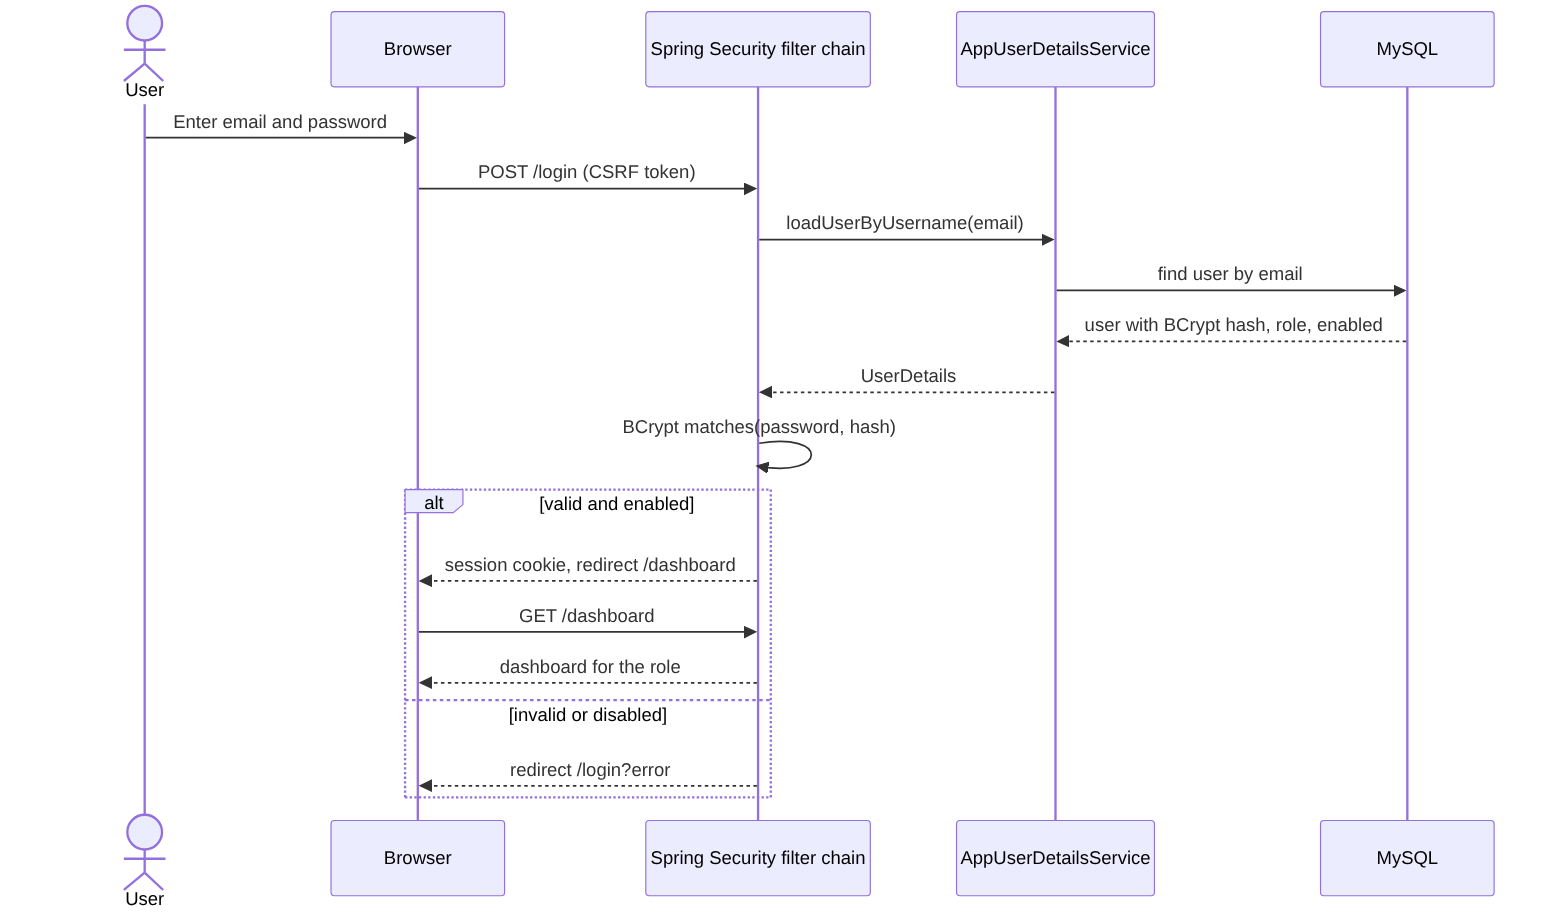 User
Browser
Spring Security filter chain
AppUserDetailsService
MySQL
Enter email and password
POST /login (CSRF token)
loadUserByUsername(email)
find user by email
user with BCrypt hash, role, enabled
UserDetails
BCrypt matches(password, hash)
alt
[valid and enabled]
session cookie, redirect /dashboard
GET /dashboard
dashboard for the role
[invalid or disabled]
redirect /login?error
User
Browser
Spring Security filter chain
AppUserDetailsService
MySQL